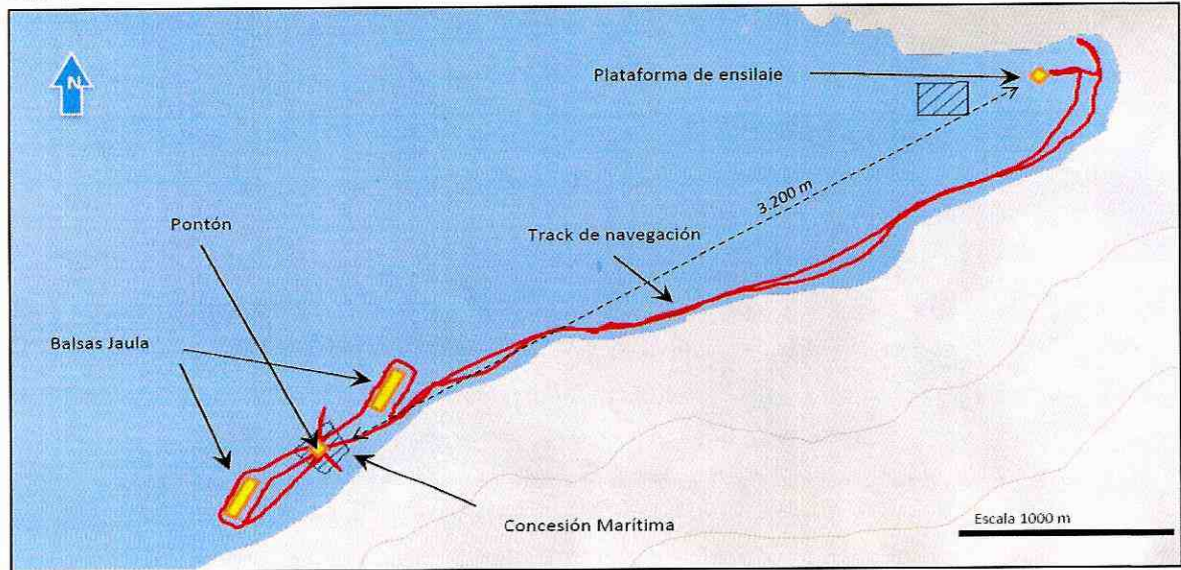 N
Plataforma de ensilaje
3.200 m
Pontón
Track de navegación
Balsas Jaula
Concesión Marítima
Escala 1000 m